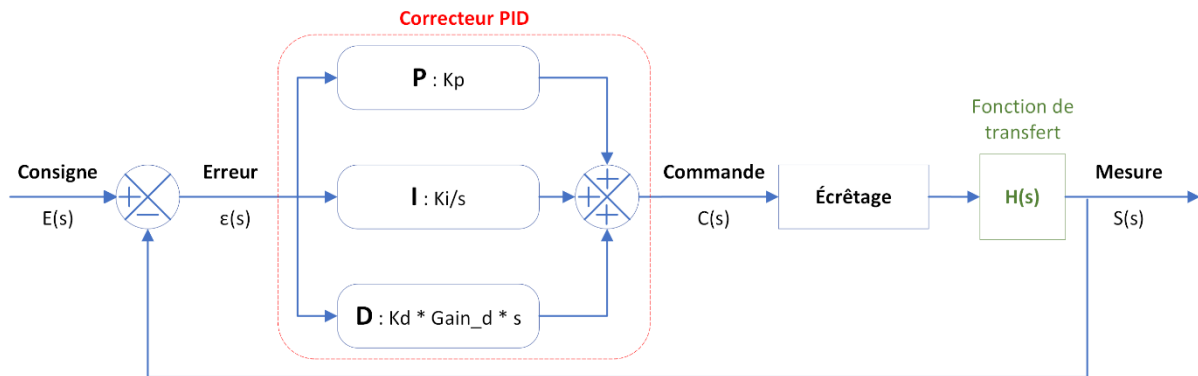 Correcteur PID
P : Kp
Fonction de
transfert
Consigne
Erreur
Commande
Mesure
+
−
I : Ki/s
+
+
+
Écrêtage
H(s)
E(s)
ε(s)
C(s)
S(s)
D : Kd * Gain_d * s